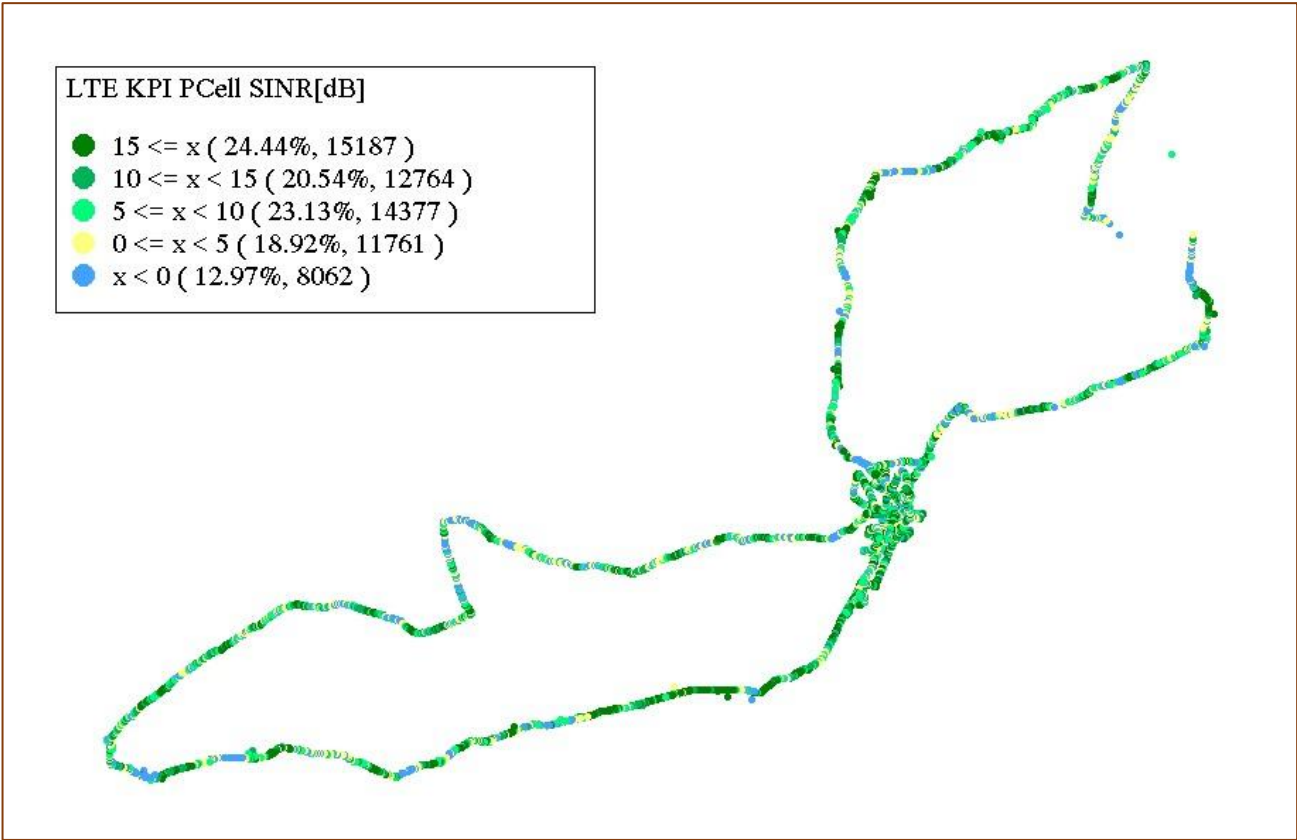 LTE KPI PCell SINR[dB]
15 <= x ( 24.44%, 15187 )
10 <= x < 15 ( 20.54%, 12764 )
5 <= x < 10 ( 23.13%, 14377 )
0 <= x < 5 ( 18.92%, 11761 )
x < 0 ( 12.97%, 8062 )